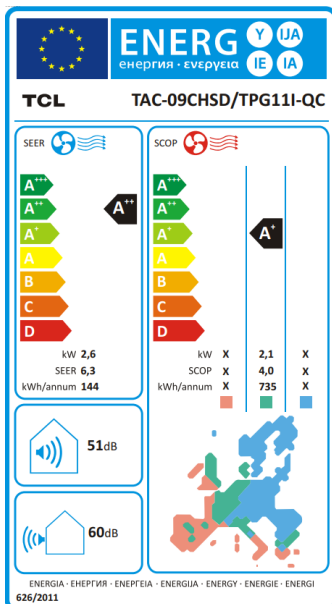 ENERG Y IJA
енергия · ενεργεια IE IA
TCL TAC-09CHSD/TPG11I-QC
SEER SCOP
A+++ A+++
A++ A++ A++
A+ A+ A+
A A
B B
C C
D D
kW 2,6 kW X 2,1 X
SEER 6,3 SCOP X 4,0 X
kWh/annum 144 kWh/annum X 735 X
51dB
60dB
ENERGIA · ЕНЕРГИЯ · ΕΝΕΡΓΕΙΑ · ENERGIJA · ENERGY · ENERGIE · ENERGI
626/2011